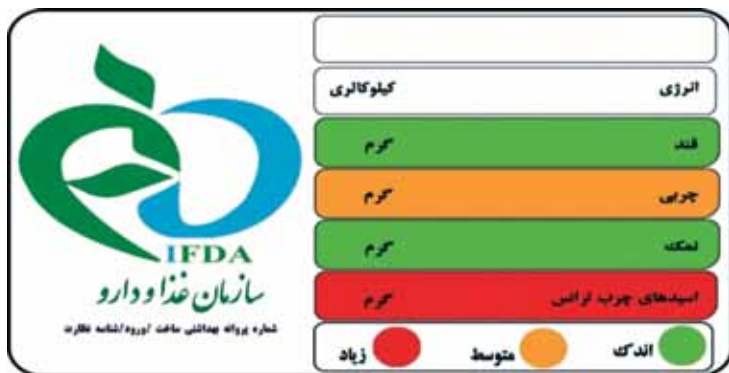 انرژی کیلوکالری
قند گرم
چربی گرم
نمک گرم
اسیدهای چرب ترانس گرم
اندک متوسط زیاد
IFDA
سازمان غذا و دارو
شماره پروانه بهداشتی ساخت /ورود/شناسه نظارت